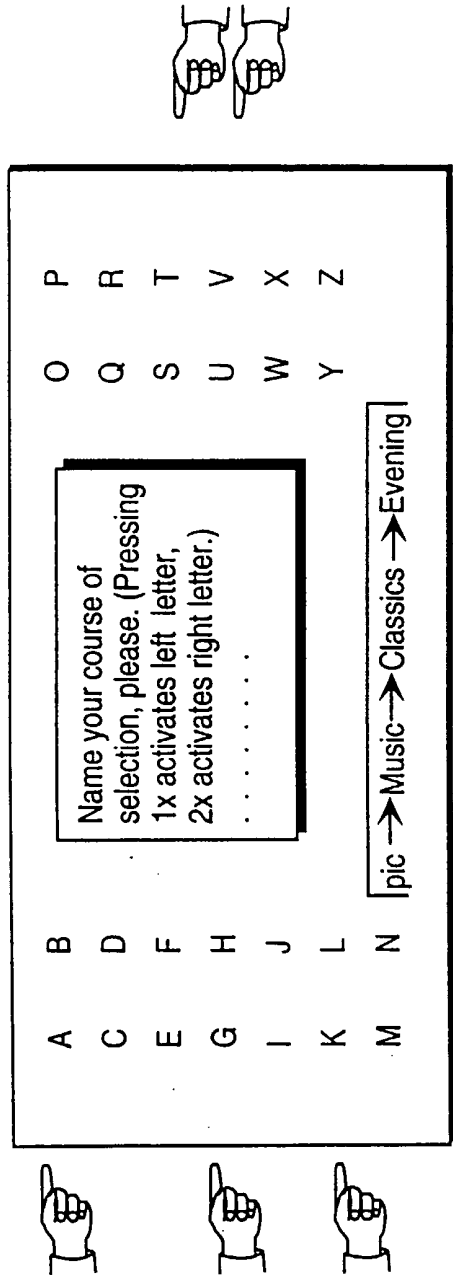 A B
C D
E F
G H
I J
K L
M N
Name your course of
selection, please. (Pressing
1x activates left letter,
2x activates right letter.)
. . . . . . . . .
O P
Q R
S T
U V
W X
Y Z
pic → Music → Classics → Evening